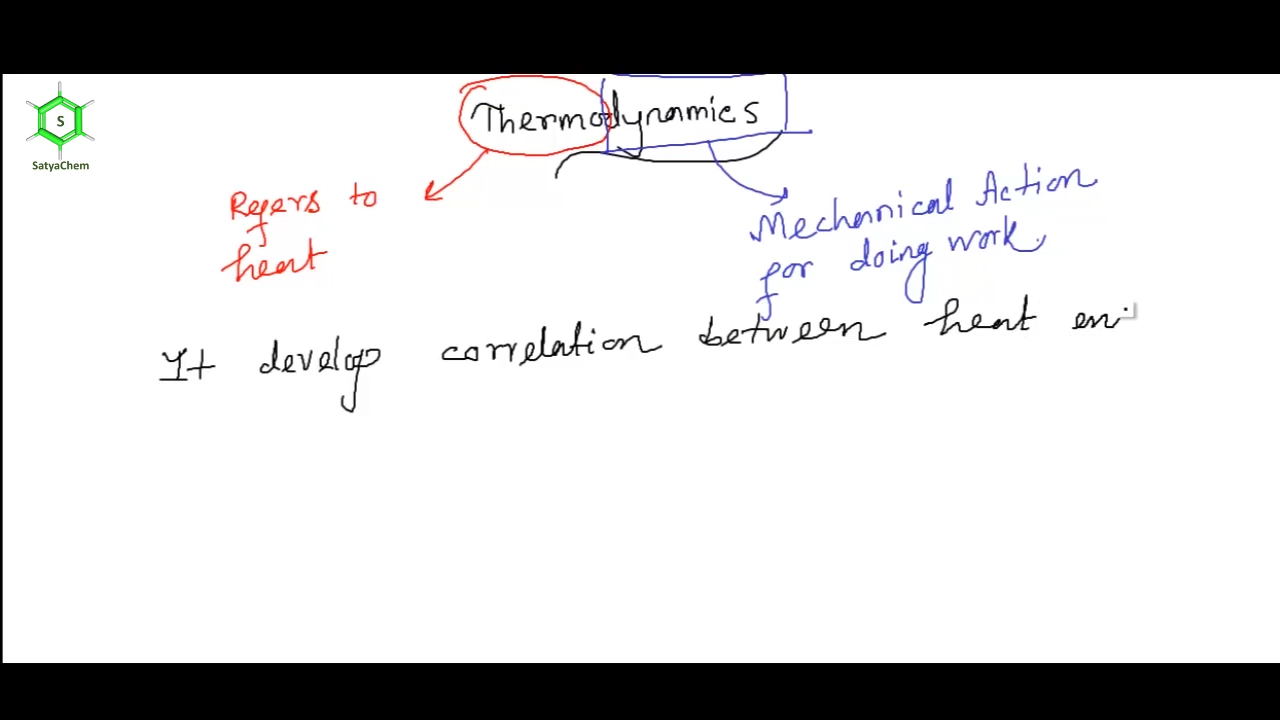 S
SatyaChem
Thermodynamics
Refers to
heat
Mechanical Action
for doing work.
It develop correlation between heat en